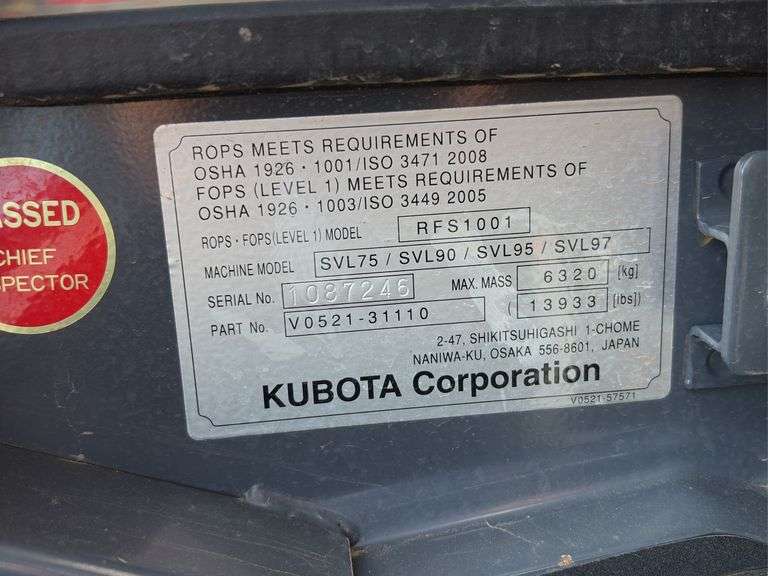 ASSED
CHIEF
SPECTOR
ROPS MEETS REQUIREMENTS OF
OSHA 1926・1001/ISO 3471 2008
FOPS (LEVEL 1) MEETS REQUIREMENTS OF
OSHA 1926・1003/ISO 3449 2005
ROPS・FOPS(LEVEL 1) MODEL RFS1001
MACHINE MODEL SVL75 / SVL90 / SVL95 / SVL97
SERIAL No. 1087246 MAX. MASS 6320 [kg]
PART No. V0521-31110 ( 13933 [lbs])
2-47, SHIKITSUHIGASHI 1-CHOME
NANIWA-KU, OSAKA 556-8601, JAPAN
KUBOTA Corporation
V0521-57571